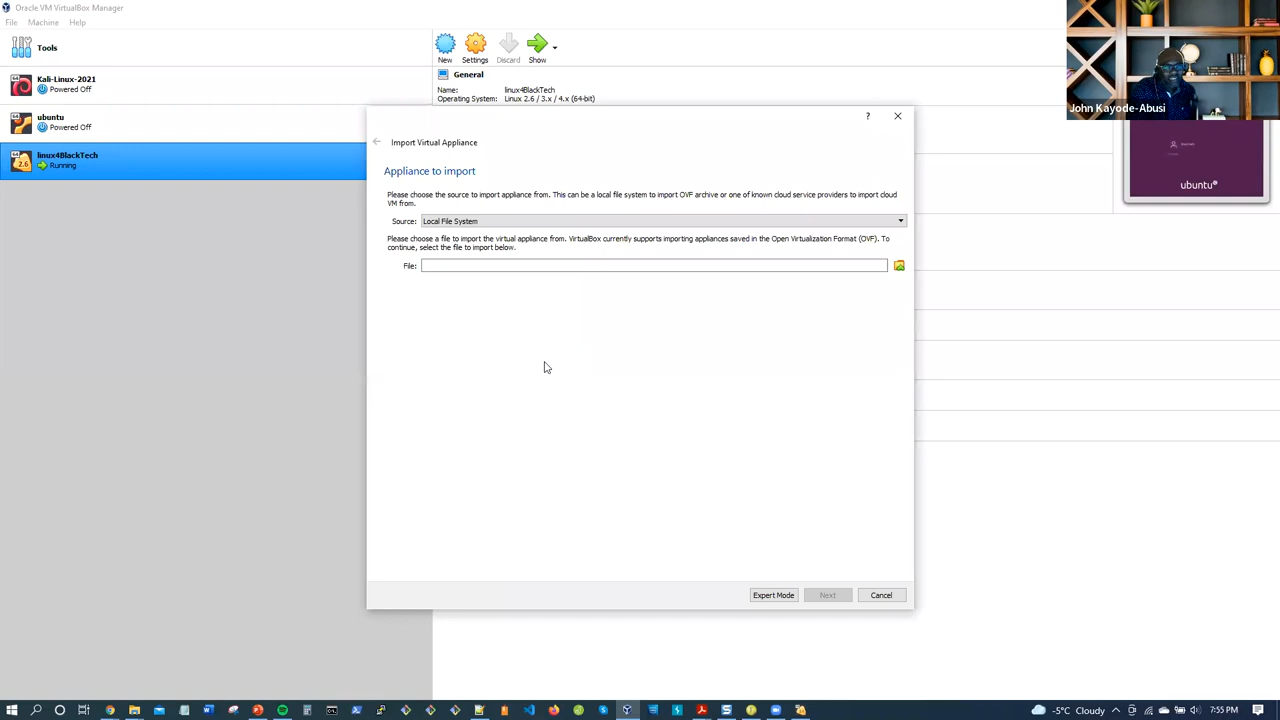 Oracle VM VirtualBox Manager
File Machine Help
Tools
New Settings Discard Show
Kali-Linux-2021
Powered Off
ubuntu
Powered Off
linux4BlackTech
Running
General
Name: linux4BlackTech
Operating System: Linux 2.6 / 3.x / 4.x (64-bit)
John Kayode-Abusi
ubuntu
?
Import Virtual Appliance
Appliance to import
Please choose the source to import appliance from. This can be a local file system to import OVF archive or one of known cloud service providers to import cloud
VM from.
Source: Local File System
Please choose a file to import the virtual appliance from. VirtualBox currently supports importing appliances saved in the Open Virtualization Format (OVF). To
continue, select the file to import below.
File:
Expert Mode Next Cancel
-5°C Cloudy 7:55 PM